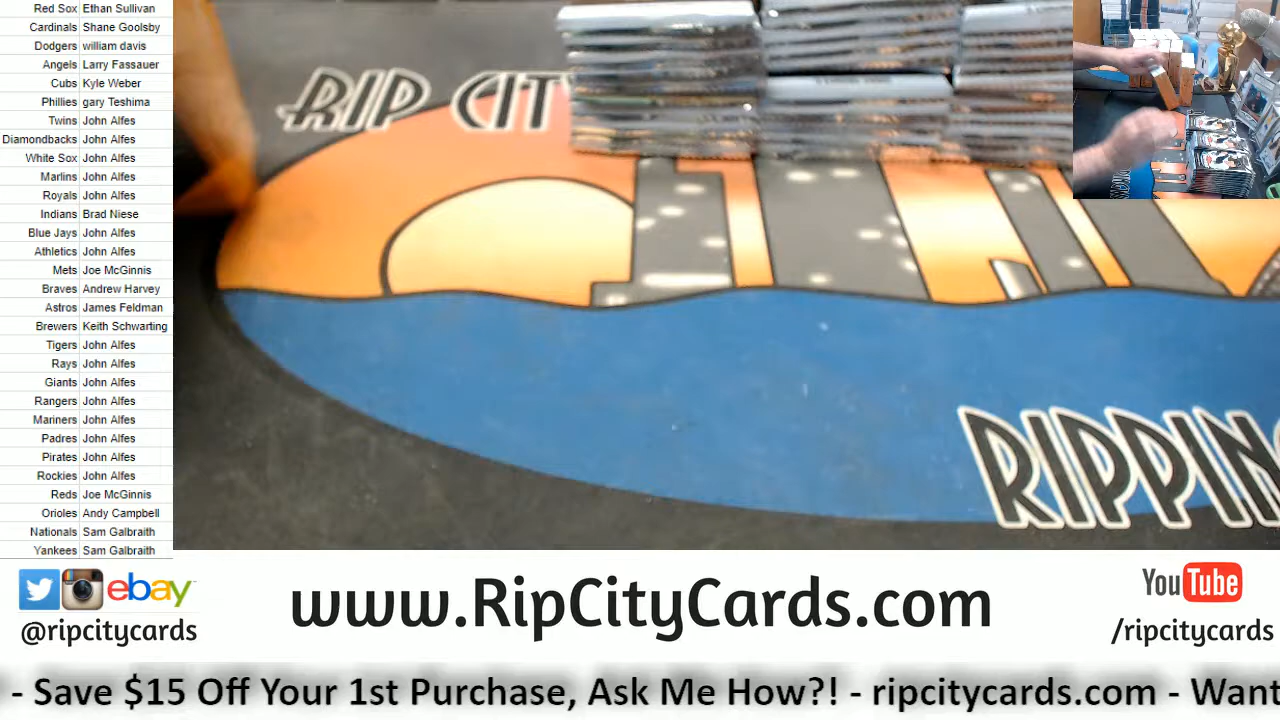 Red Sox Ethan Sullivan
Cardinals Shane Goolsby
Dodgers william davis
Angels Larry Fassauer
Cubs Kyle Weber
Phillies gary Teshima
Twins John Alfes
Diamondbacks John Alfes
White Sox John Alfes
Marlins John Alfes
Royals John Alfes
Indians Brad Niese
Blue Jays John Alfes
Athletics John Alfes
Mets Joe McGinnis
Braves Andrew Harvey
Astros James Feldman
Brewers Keith Schwarting
Tigers John Alfes
Rays John Alfes
Giants John Alfes
Rangers John Alfes
Mariners John Alfes
Padres John Alfes
Pirates John Alfes
Rockies John Alfes
Reds Joe McGinnis
Orioles Andy Campbell
Nationals Sam Galbraith
Yankees Sam Galbraith
RIP CITY
RIPPIN
ebay
@ripcitycards
www.RipCityCards.com
YouTube
/ripcitycards
- Save $15 Off Your 1st Purchase, Ask Me How?! - ripcitycards.com - Want